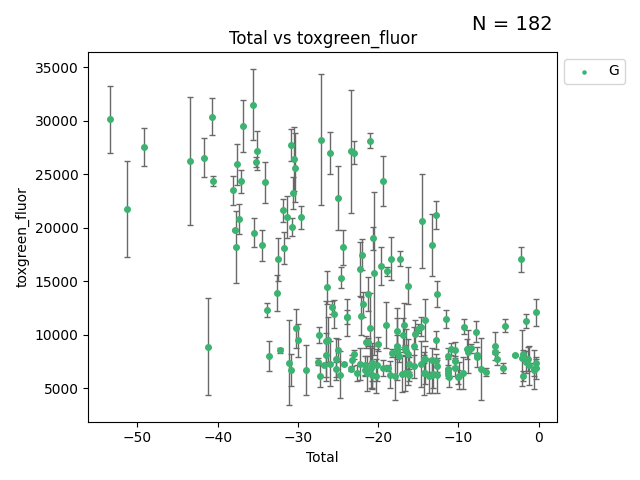 N = 182
Total vs toxgreen_fluor
G
toxgreen_fluor
35000
30000
25000
20000
15000
10000
5000
−50 −40 −30 −20 −10 0
Total